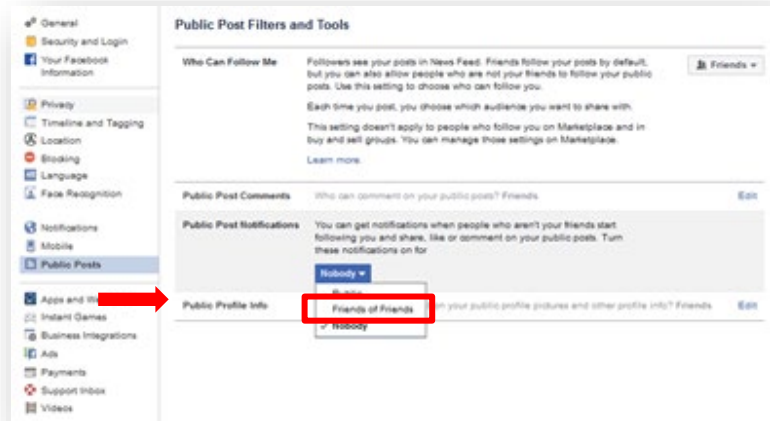 General
Security and Login
Your Facebook
Information
Privacy
Timeline and Tagging
Location
Blocking
Language
Face Recognition
Notifications
Mobile
Public Posts
Apps and
Instant Games
Business Integrations
Ads
Payments
Support Inbox
Videos
Public Post Filters and Tools
Who Can Follow Me
Followers see your posts in News Feed. Friends follow your posts by default,
but you can also allow people who are not your friends to follow your public
posts. Use this setting to choose who can follow you.
Each time you post, you choose which audience you want to share with.
This setting doesn't apply to people who follow you on Marketplace and in
buy and sell groups. You can manage those settings on Marketplace.
Learn more.
Friends
Public Post Comments Who can comment on your public posts? Friends Edit
Public Post Notifications You can get notifications when people who aren't your friends start
following you and share, like or comment on your public posts. Turn
these notifications on for
Nobody
Public
Public Profile Info Friends of Friends on your public profile pictures and other profile info? Friends Edit
✓ Nobody